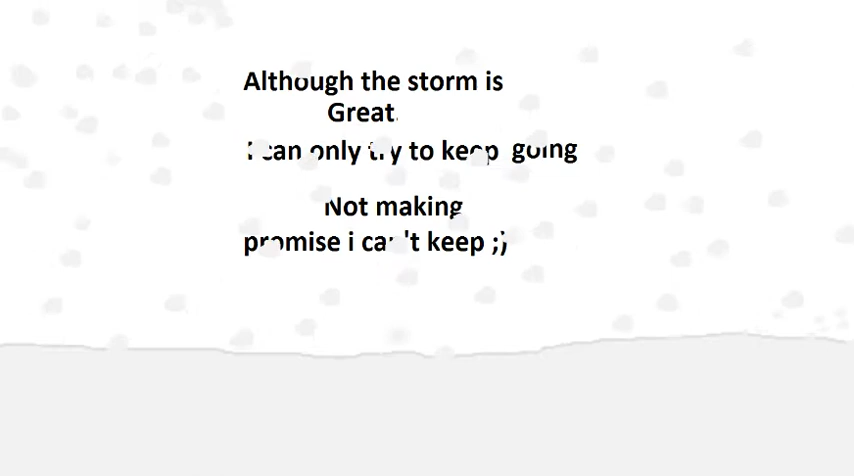 Although the storm is
Great.
I can only try to keep going
Not making
promise i can't keep ;;